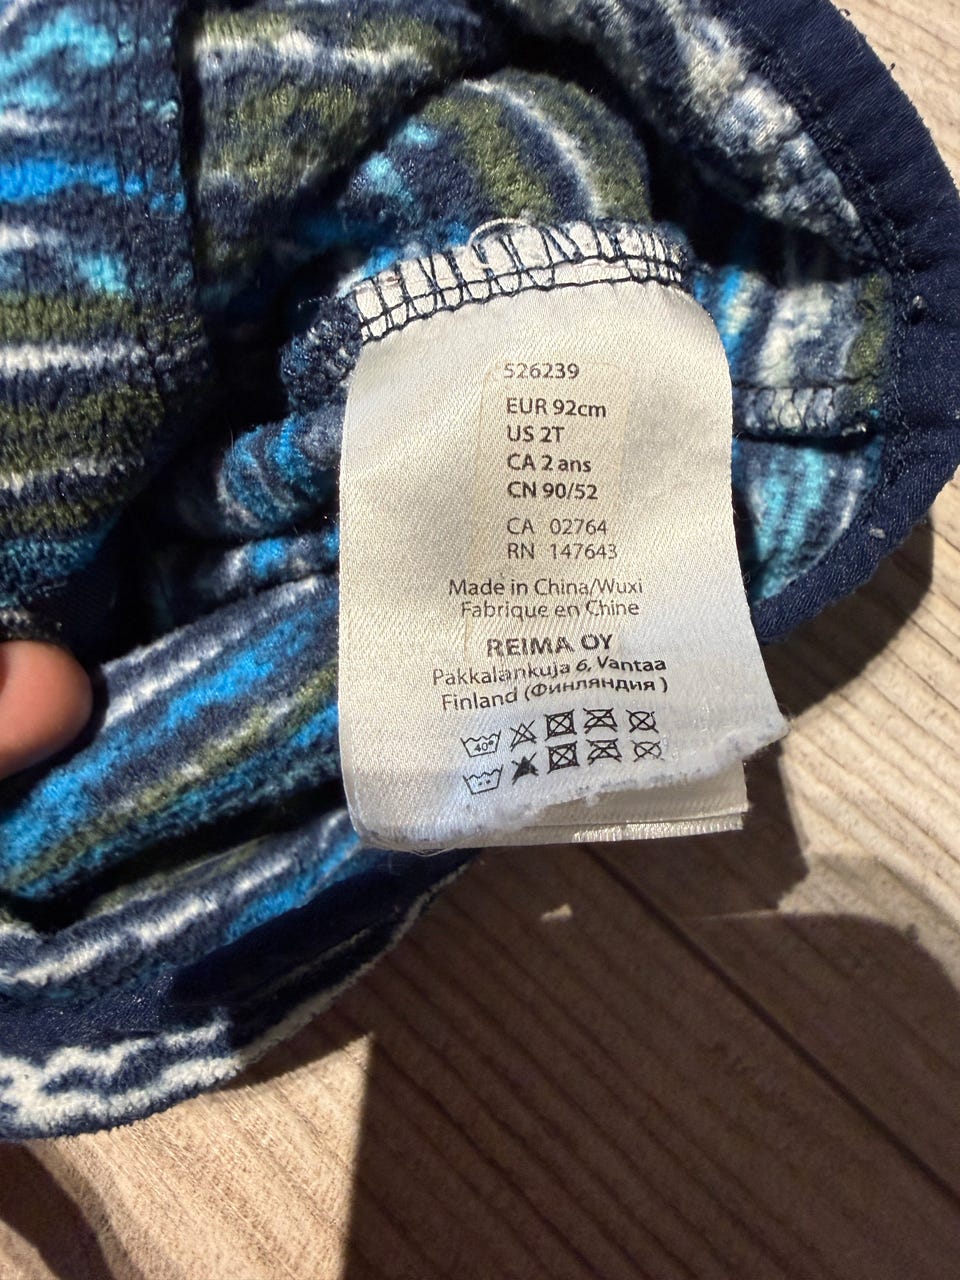 526239
EUR 92cm
US 2T
CA 2 ans
CN 90/52
CA 02764
RN 147643
Made in China/Wuxi
Fabrique en Chine
REIMA OY
Pakkalankuja 6, Vantaa
Finland (Финляндия )
40°